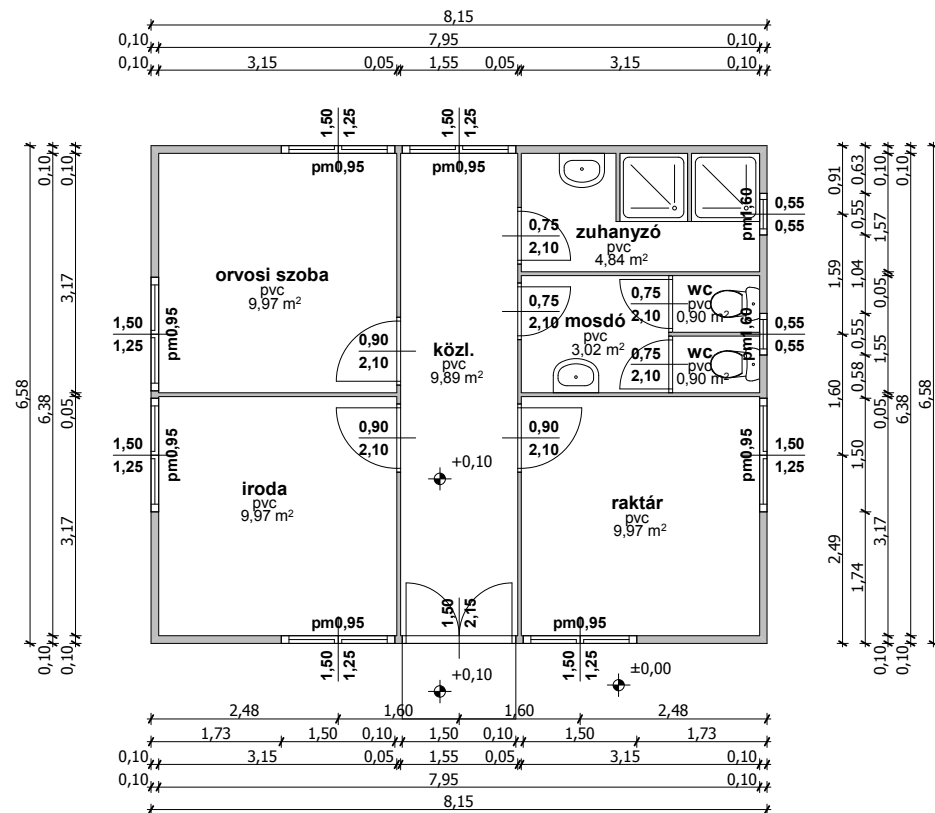 8,15
0,10 7,95 0,10
0,10 3,15 0,05 1,55 0,05 3,15 0,10
1,50 1,25
1,50 1,25
pm0,95
pm0,95
orvosi szoba
pvc
9,97 m²
0,90
2,10
1,50
1,25
pm0,95
közl.
pvc
9,89 m²
0,75
2,10
zuhanyzó
pvc
4,84 m²
pm1,60
0,55
0,55
0,75
2,10
mosdó
pvc
3,02 m²
0,75
2,10
wc
pvc
0,90 m²
pm1,60
0,55
0,55
0,75
2,10
wc
pvc
0,90 m²
1,50
1,25
pm0,95
0,90
2,10
iroda
pvc
9,97 m²
+0,10
0,90
2,10
raktár
pvc
9,97 m²
pm0,95
1,50
1,25
pm0,95
1,50 2,15
pm0,95
1,50 1,25
1,50 1,25
+0,10
±0,00
6,58
0,10 6,38 0,10
0,10 3,17 0,05 3,17 0,10
0,91 1,59 1,60 2,49
0,63 0,55 1,04 0,55 0,58 1,50 1,74
0,10 1,57 0,05 1,55 0,05 3,17 0,10
0,10 6,38 0,10
6,58
2,48 1,60 1,60 2,48
1,73 1,50 0,10 1,50 0,10 1,50 1,73
0,10 3,15 0,05 1,55 0,05 3,15 0,10
0,10 7,95 0,10
8,15